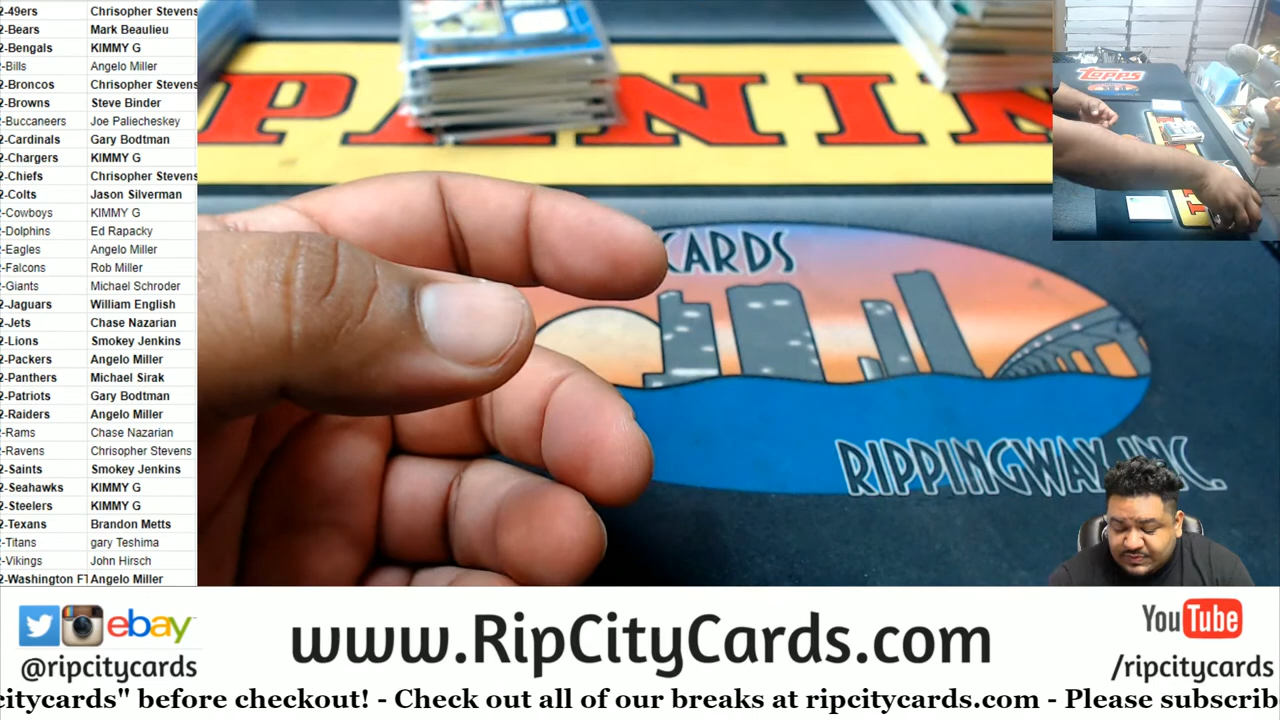 2-49ers Chrisopher Stevens
2-Bears Mark Beaulieu
2-Bengals KIMMY G
2-Bills Angelo Miller
2-Broncos Chrisopher Stevens
2-Browns Steve Binder
2-Buccaneers Joe Paliecheskey
2-Cardinals Gary Bodtman
2-Chargers KIMMY G
2-Chiefs Chrisopher Stevens
2-Colts Jason Silverman
2-Cowboys KIMMY G
2-Dolphins Ed Rapacky
2-Eagles Angelo Miller
2-Falcons Rob Miller
2-Giants Michael Schroder
2-Jaguars William English
2-Jets Chase Nazarian
2-Lions Smokey Jenkins
2-Packers Angelo Miller
2-Panthers Michael Sirak
2-Patriots Gary Bodtman
2-Raiders Angelo Miller
2-Rams Chase Nazarian
2-Ravens Chrisopher Stevens
2-Saints Smokey Jenkins
2-Seahawks KIMMY G
2-Steelers KIMMY G
2-Texans Brandon Metts
2-Titans gary Teshima
2-Vikings John Hirsch
2-Washington FT Angelo Miller
PANIN
topps
CARDS
RIPPINGWAY INC.
ebay
@ripcitycards
www.RipCityCards.com
YouTube
/ripcitycards
citycards" before checkout! - Check out all of our breaks at ripcitycards.com - Please subscrib